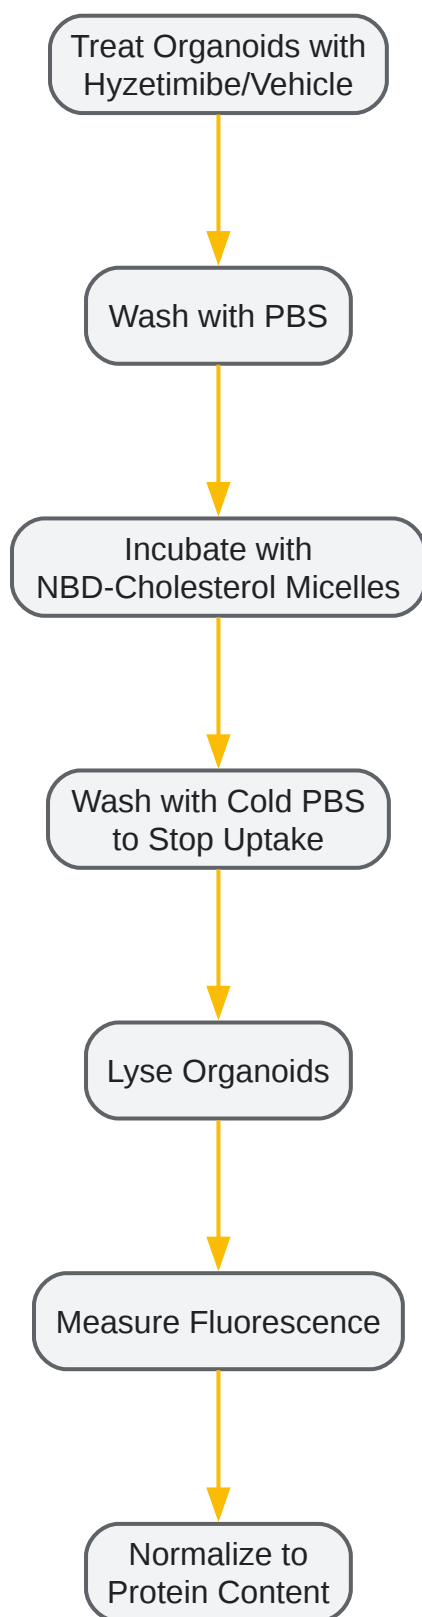 Treat Organoids with
Hyzetimibe/Vehicle
Wash with PBS
Incubate with
NBD-Cholesterol Micelles
Wash with Cold PBS
to Stop Uptake
Lyse Organoids
Measure Fluorescence
Normalize to
Protein Content